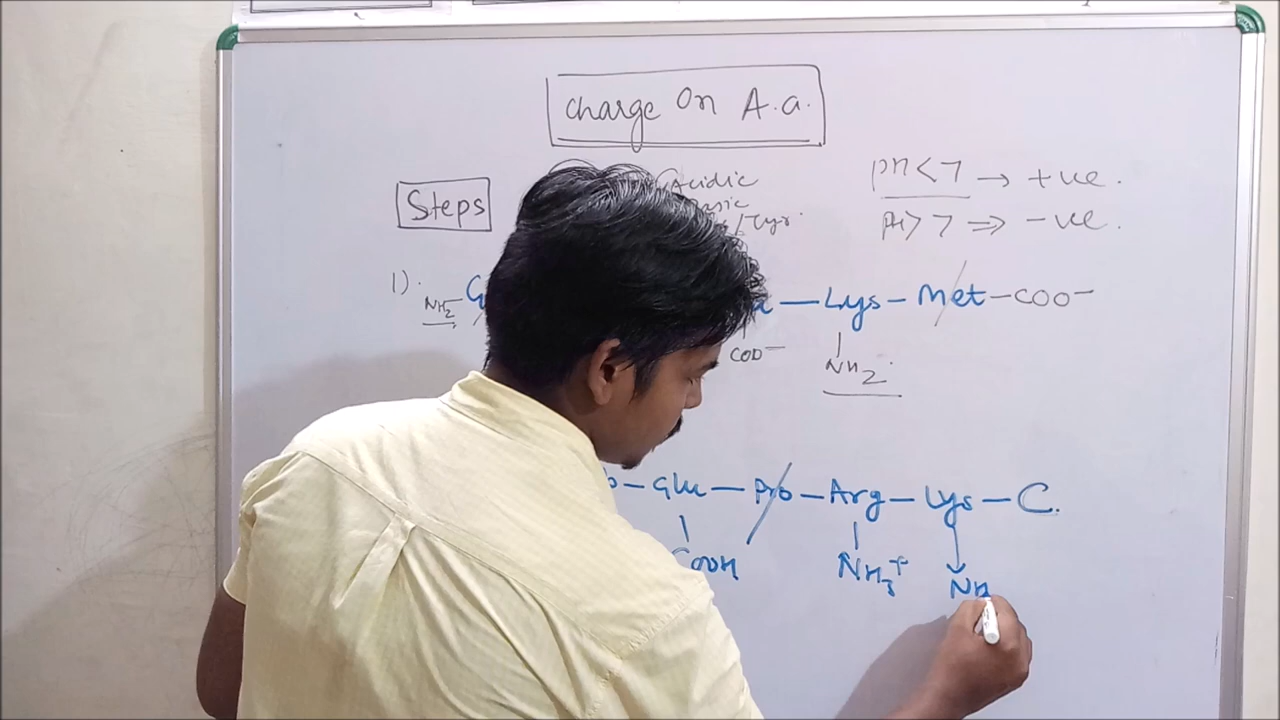 Charge On A.a.
Steps
Acidic
/Tyr.
pH<7 → +ve.
PH>7 ⇒ -ve.
1). NH2 — Lys — Met — COO⁻
COO⁻
NH2.
— Glu — Pro — Arg — Lys — C.
COOH
NH3⁺
NH